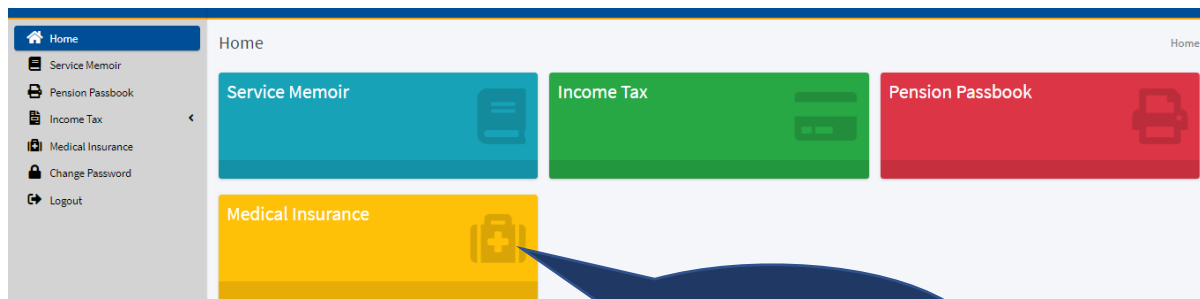 Home
Service Memoir
Pension Passbook
Income Tax
Medical Insurance
Change Password
Logout
Home
Home
Service Memoir
Income Tax
Pension Passbook
Medical Insurance